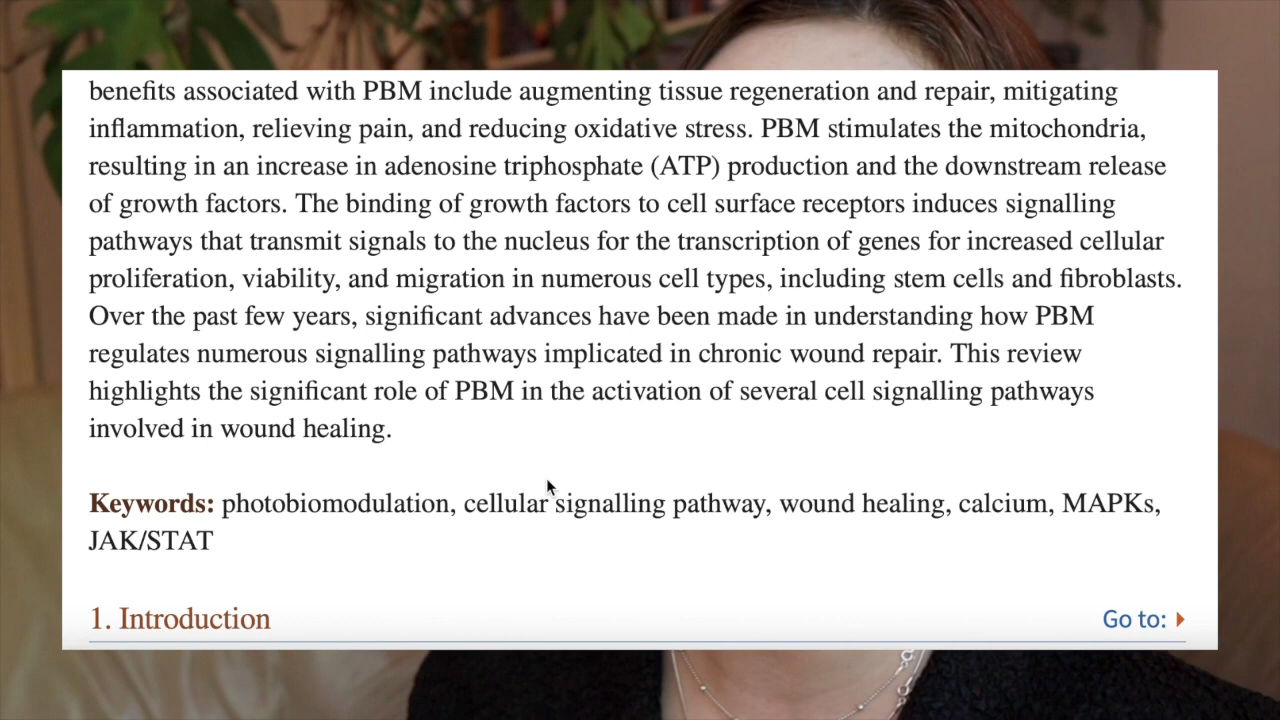 benefits associated with PBM include augmenting tissue regeneration and repair, mitigating
inflammation, relieving pain, and reducing oxidative stress. PBM stimulates the mitochondria,
resulting in an increase in adenosine triphosphate (ATP) production and the downstream release
of growth factors. The binding of growth factors to cell surface receptors induces signalling
pathways that transmit signals to the nucleus for the transcription of genes for increased cellular
proliferation, viability, and migration in numerous cell types, including stem cells and fibroblasts.
Over the past few years, significant advances have been made in understanding how PBM
regulates numerous signalling pathways implicated in chronic wound repair. This review
highlights the significant role of PBM in the activation of several cell signalling pathways
involved in wound healing.
Keywords: photobiomodulation, cellular signalling pathway, wound healing, calcium, MAPKs,
JAK/STAT
1. Introduction Go to: